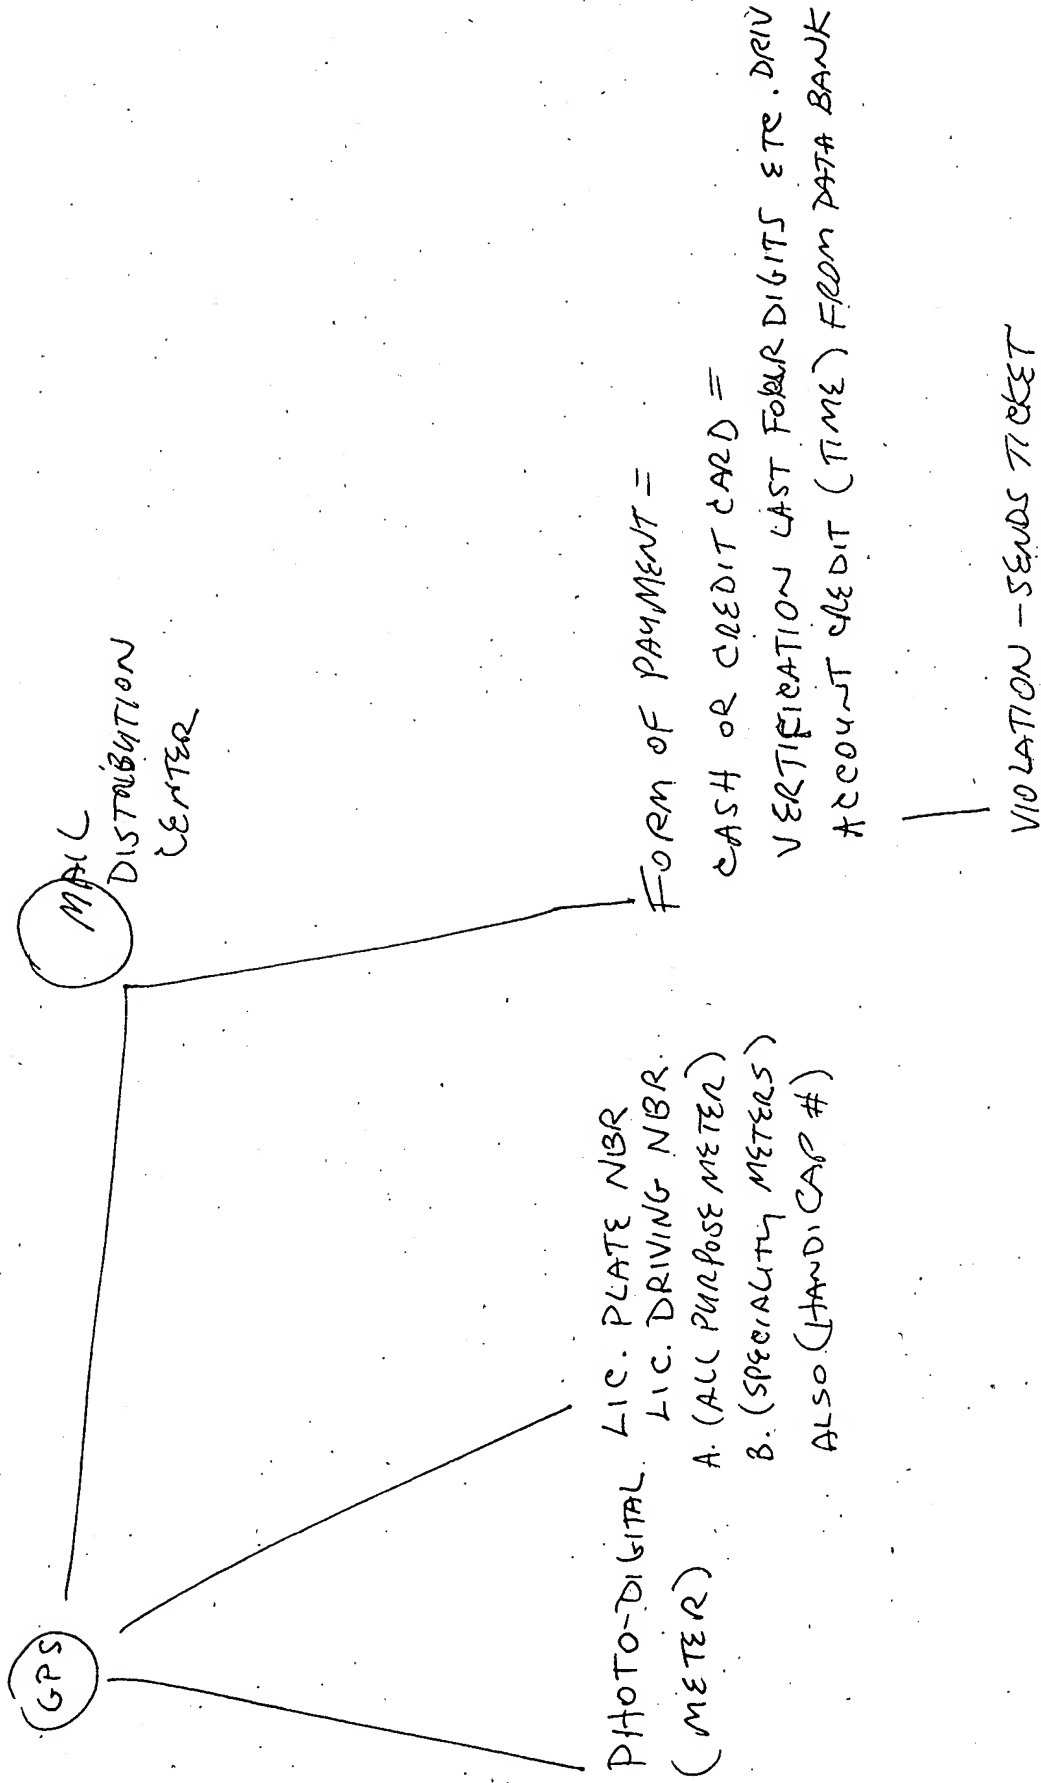 GPS
MAIL
DISTRIBUTION
CENTER
PHOTO-DIGITAL
(METER)
LIC. PLATE NBR
LIC. DRIVING NBR.
A. (ALL PURPOSE METER)
B. (SPECIALITY METERS)
ALSO (HANDICAP #)
FORM OF PAYMENT =
CASH OR CREDIT CARD =
VERTIFICATION LAST FOUR DIGITS ETC. DRIV
ACCOUNT CREDIT (TIME) FROM DATA BANK
VIOLATION - SENDS TICKET